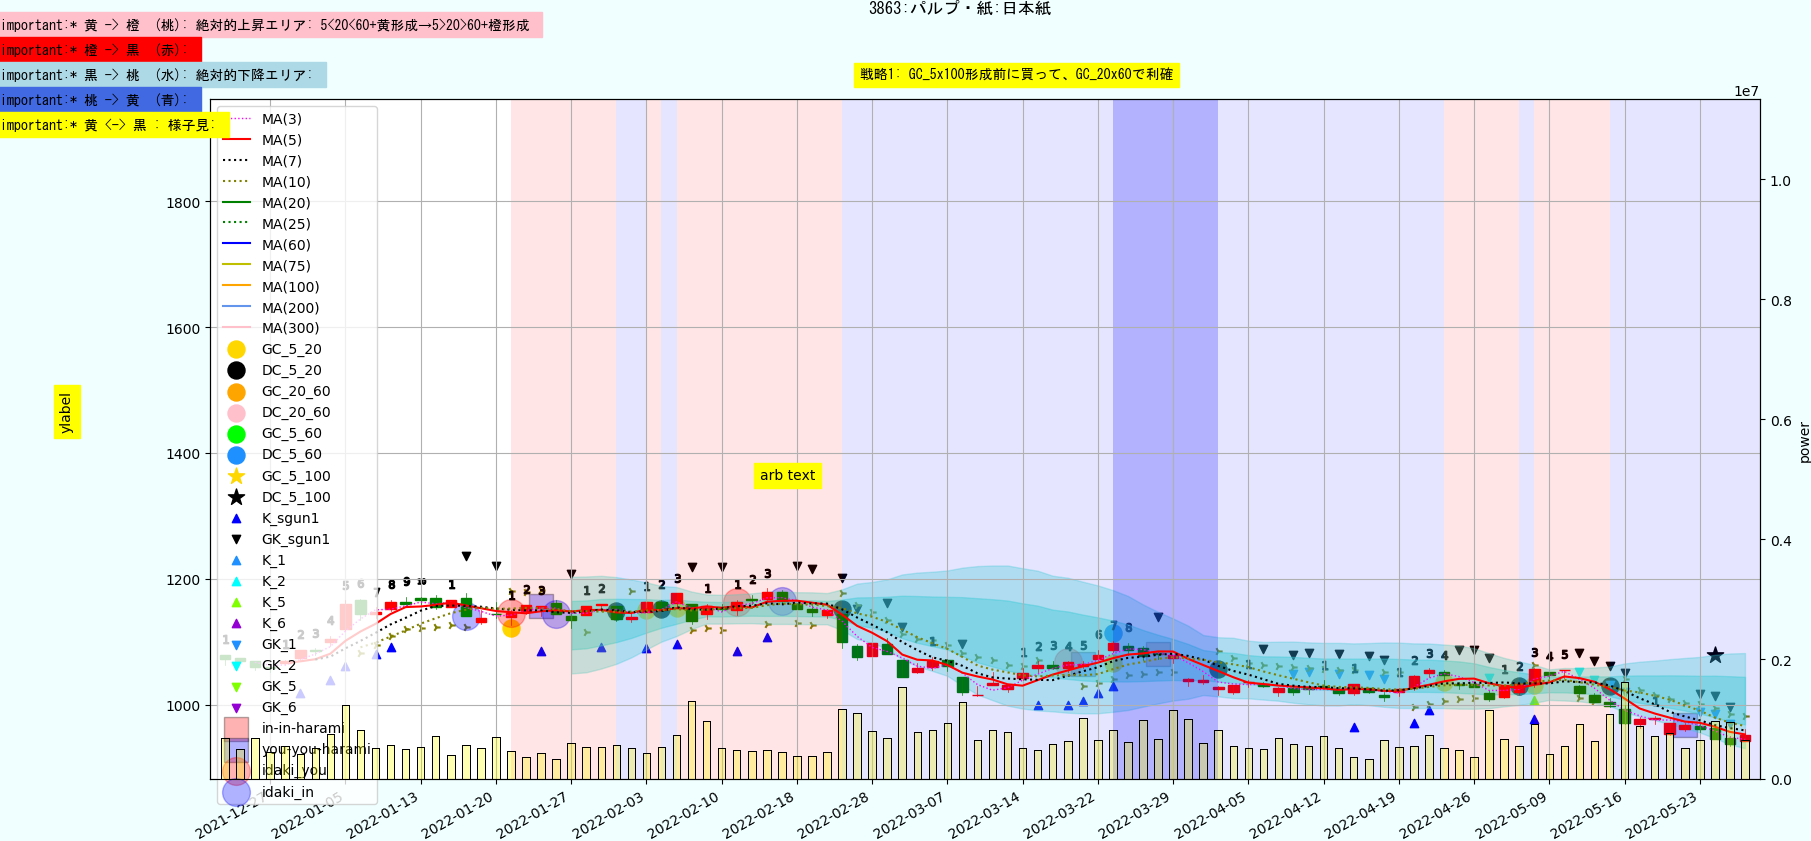 3863:パルプ・紙:日本紙
important:* 黄 -> 橙 (桃): 絶対的上昇エリア: 5<20<60+黄形成→5>20>60+橙形成
important:* 橙 -> 黒 (赤):
important:* 黒 -> 桃 (水): 絶対的下降エリア:
important:* 桃 -> 黄 (青):
important:* 黄 <-> 黒 : 様子見:
戦略1: GC_5x100形成前に買って、GC_20x60で利確
1e7
MA(3)
MA(5)
MA(7)
MA(10)
MA(20)
MA(25)
MA(60)
MA(75)
MA(100)
MA(200)
MA(300)
GC_5_20
DC_5_20
GC_20_60
DC_20_60
GC_5_60
DC_5_60
GC_5_100
DC_5_100
K_sgun1
GK_sgun1
K_1
K_2
K_5
K_6
GK_1
GK_2
GK_5
GK_6
in-in-harami
you-you-harami
idaki_you
idaki_in
1800
1600
1400
1200
1000
ylabel
arb text
1.0
0.8
0.6
0.4
0.2
0.0
power
2021-12-27
2022-01-05
2022-01-13
2022-01-20
2022-01-27
2022-02-03
2022-02-10
2022-02-18
2022-02-28
2022-03-07
2022-03-14
2022-03-22
2022-03-29
2022-04-05
2022-04-12
2022-04-19
2022-04-26
2022-05-09
2022-05-16
2022-05-23